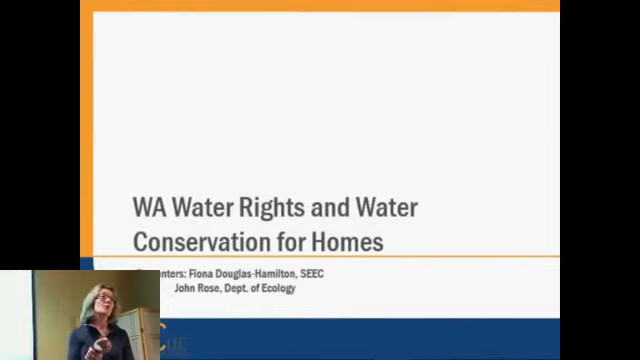 WA Water Rights and Water
Conservation for Homes
Fiona Douglas-Hamilton, SEEC
John Rose, Dept. of Ecology